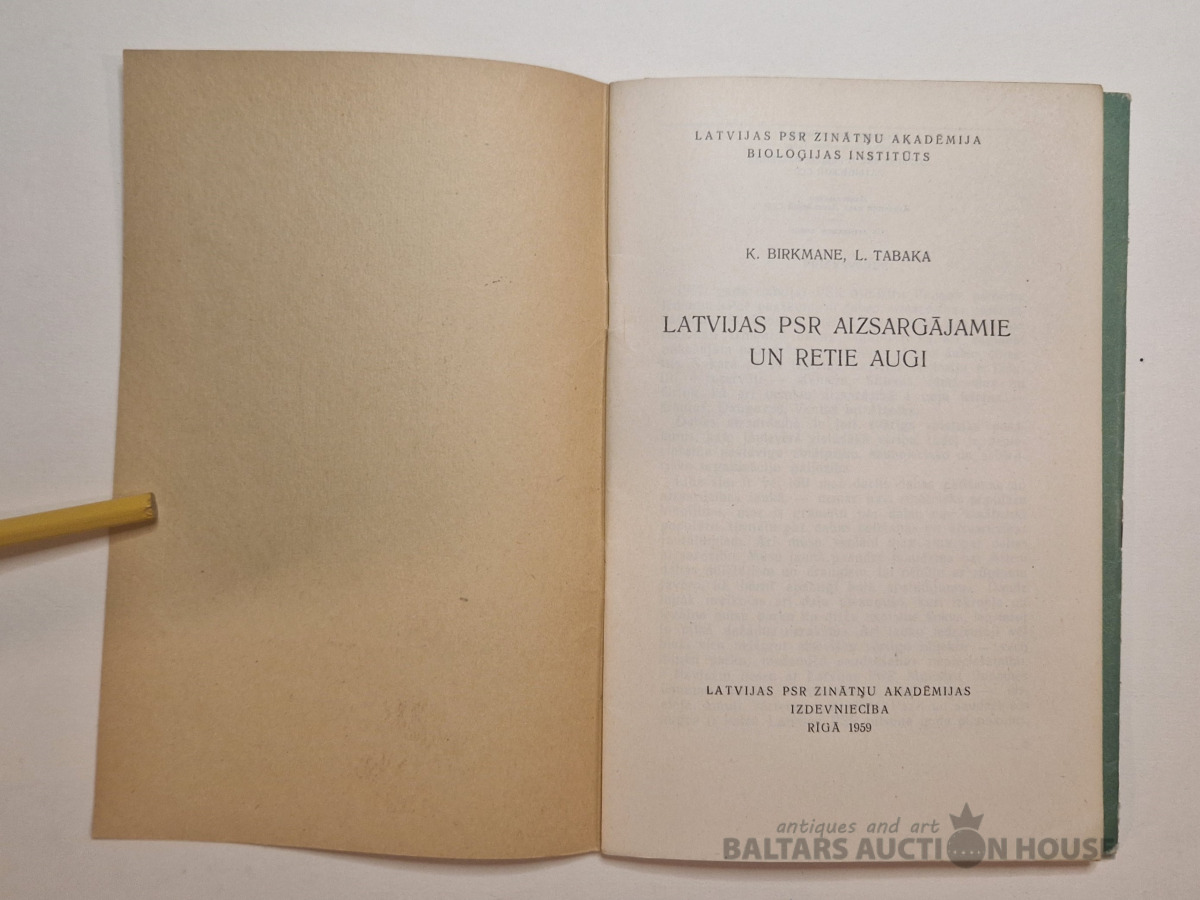 LATVIJAS PSR ZINĀTŅU AKADĒMIJA
BIOLOĢIJAS INSTITŪTS
K. BIRKMANE, L. TABAKA
LATVIJAS PSR AIZSARGĀJAMIE
UN RETIE AUGI
LATVIJAS PSR ZINĀTŅU AKADĒMIJAS
IZDEVNIECĪBA
RĪGĀ 1959
antiques and art
BALTARS AUCTION HOUSE